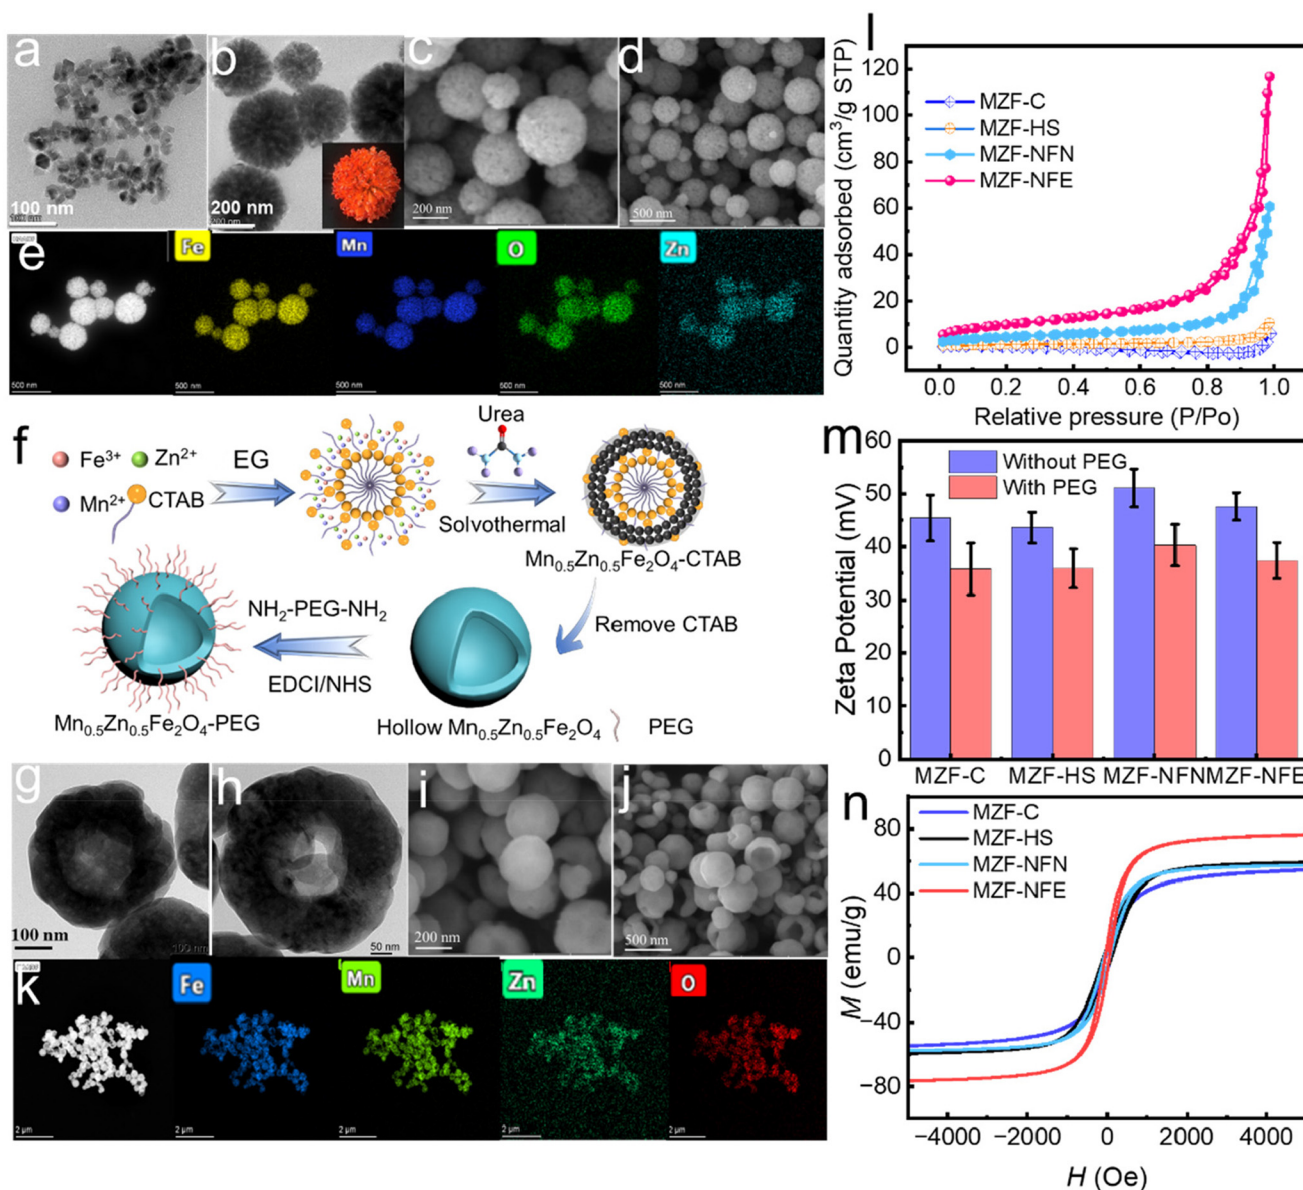 a
100 nm
b
200 nm
c
200 nm
d
500 nm
e
Fe
Mn
O
Zn
500 nm
500 nm
500 nm
500 nm
500 nm
f
Fe³⁺ Zn²⁺
Mn²⁺ CTAB
EG
Urea
Solvothermal
Mn₀.₅Zn₀.₅Fe₂O₄-CTAB
Remove CTAB
NH₂-PEG-NH₂
EDCI/NHS
Mn₀.₅Zn₀.₅Fe₂O₄-PEG
Hollow Mn₀.₅Zn₀.₅Fe₂O₄
PEG
g
100 nm
100 nm
h
50 nm
i
200 nm
j
500 nm
k
Fe
Mn
Zn
O
2 μm
2 μm
2 μm
2 μm
2 μm
l
Quantity adsorbed (cm³/g STP)
120
100
80
60
40
20
0
MZF-C
MZF-HS
MZF-NFN
MZF-NFE
0.0 0.2 0.4 0.6 0.8 1.0
Relative pressure (P/Po)
m
Zeta Potential (mV)
60
50
40
30
20
10
0
Without PEG
With PEG
MZF-C MZF-HS MZF-NFN MZF-NFE
n
M (emu/g)
80
40
0
−40
−80
MZF-C
MZF-HS
MZF-NFN
MZF-NFE
−4000 −2000 0 2000 4000
H (Oe)